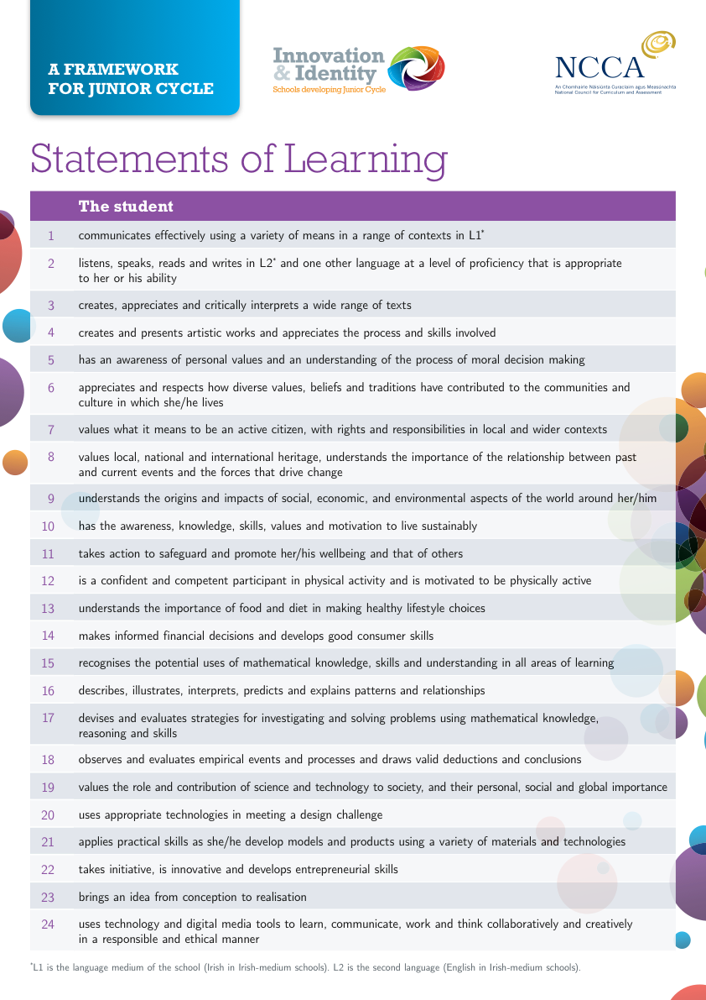 A FRAMEWORK
FOR JUNIOR CYCLE
Innovation
& Identity
Schools developing Junior Cycle
NCCA
An Chomhairle Náisiúnta Curaclaim agus Measúnachta
National Council for Curriculum and Assessment
Statements of Learning
The student
1 communicates effectively using a variety of means in a range of contexts in L1*
2 listens, speaks, reads and writes in L2* and one other language at a level of proficiency that is appropriate
to her or his ability
3 creates, appreciates and critically interprets a wide range of texts
4 creates and presents artistic works and appreciates the process and skills involved
5 has an awareness of personal values and an understanding of the process of moral decision making
6 appreciates and respects how diverse values, beliefs and traditions have contributed to the communities and
culture in which she/he lives
7 values what it means to be an active citizen, with rights and responsibilities in local and wider contexts
8 values local, national and international heritage, understands the importance of the relationship between past
and current events and the forces that drive change
9 understands the origins and impacts of social, economic, and environmental aspects of the world around her/him
10 has the awareness, knowledge, skills, values and motivation to live sustainably
11 takes action to safeguard and promote her/his wellbeing and that of others
12 is a confident and competent participant in physical activity and is motivated to be physically active
13 understands the importance of food and diet in making healthy lifestyle choices
14 makes informed financial decisions and develops good consumer skills
15 recognises the potential uses of mathematical knowledge, skills and understanding in all areas of learning
16 describes, illustrates, interprets, predicts and explains patterns and relationships
17 devises and evaluates strategies for investigating and solving problems using mathematical knowledge,
reasoning and skills
18 observes and evaluates empirical events and processes and draws valid deductions and conclusions
19 values the role and contribution of science and technology to society, and their personal, social and global importance
20 uses appropriate technologies in meeting a design challenge
21 applies practical skills as she/he develop models and products using a variety of materials and technologies
22 takes initiative, is innovative and develops entrepreneurial skills
23 brings an idea from conception to realisation
24 uses technology and digital media tools to learn, communicate, work and think collaboratively and creatively
in a responsible and ethical manner
*L1 is the language medium of the school (Irish in Irish-medium schools). L2 is the second language (English in Irish-medium schools).